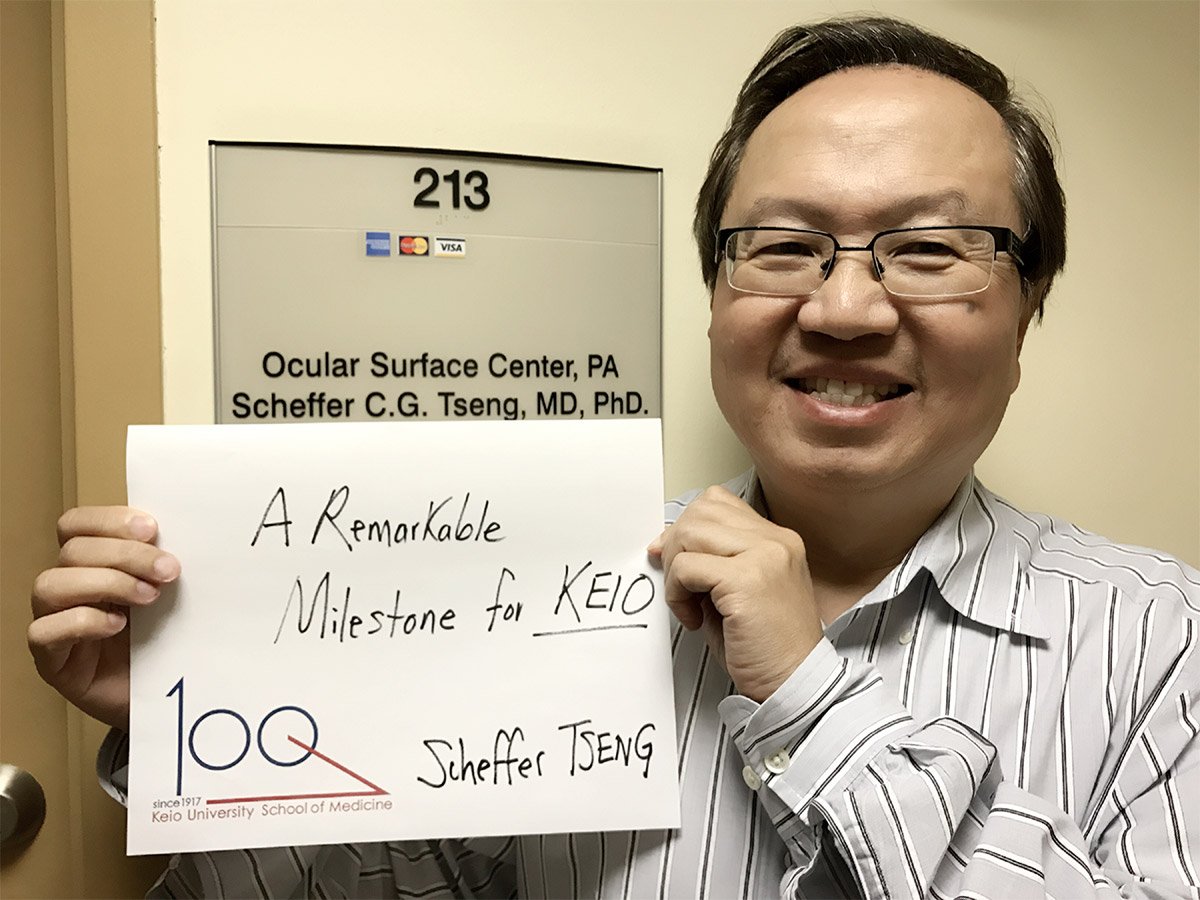 213
VISA
Ocular Surface Center, PA
Scheffer C.G. Tseng, MD, PhD.
A Remarkable
Milestone for KEIO
100
Scheffer TSENG
since1917
Keio University School of Medicine